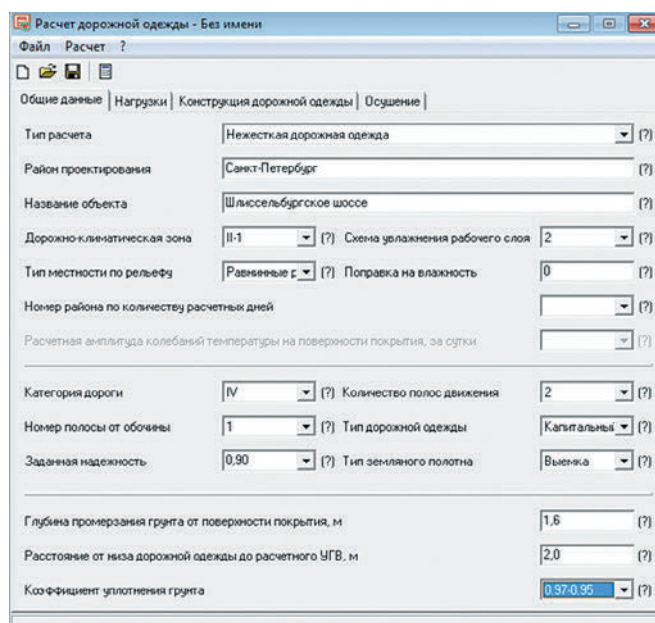 Расчет дорожной одежды - Без имени
Файл Расчет ?
Общие данные Нагрузки Конструкция дорожной одежды Осушение
Тип расчета Нежесткая дорожная одежда (?)
Район проектирования Санкт-Петербург (?)
Название объекта Шлиссельбургское шоссе (?)
Дорожно-климатическая зона II-1 (?) Схема увлажнения рабочего слоя 2 (?)
Тип местности по рельефу Равнинные р (?) Поправка на влажность 0 (?)
Номер района по количеству расчетных дней (?)
Расчетная амплитуда колебаний температуры на поверхности покрытия, за сутки (?)
Категория дороги IV (?) Количество полос движения 2 (?)
Номер полосы от обочины 1 (?) Тип дорожной одежды Капитальны (?)
Заданная надежность 0,90 (?) Тип земляного полотна Выемка (?)
Глубина промерзания грунта от поверхности покрытия, м 1,6 (?)
Расстояние от низа дорожной одежды до расчетного УГВ, м 2,0 (?)
Коэффициент уплотнения грунта 0.97-0.95 (?)